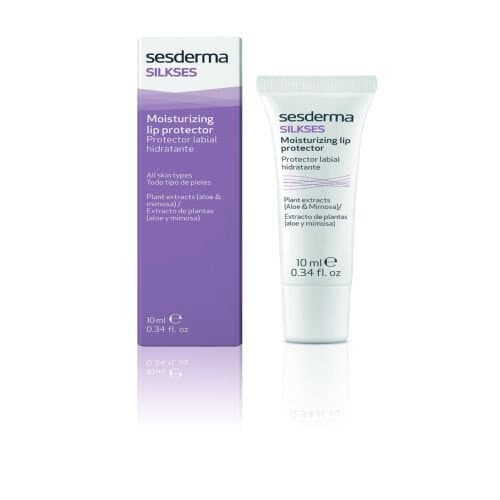 sesderma
SILKSES
Moisturizing
lip protector
Protector labial
hidratante
All skin types
Todo tipo de pieles
Plant extracts (aloe &
mimosa)/
Extracto de plantas
(aloe y mimosa)
10 ml ℮
0.34 fl. oz
sesderma
SILKSES
Moisturizing lip
protector
Protector labial
hidratante
Plant extracts
(Aloe & Mimosa)/
Extracto de plantas
(aloe y mimosa)
10 ml ℮
0.34 fl. oz